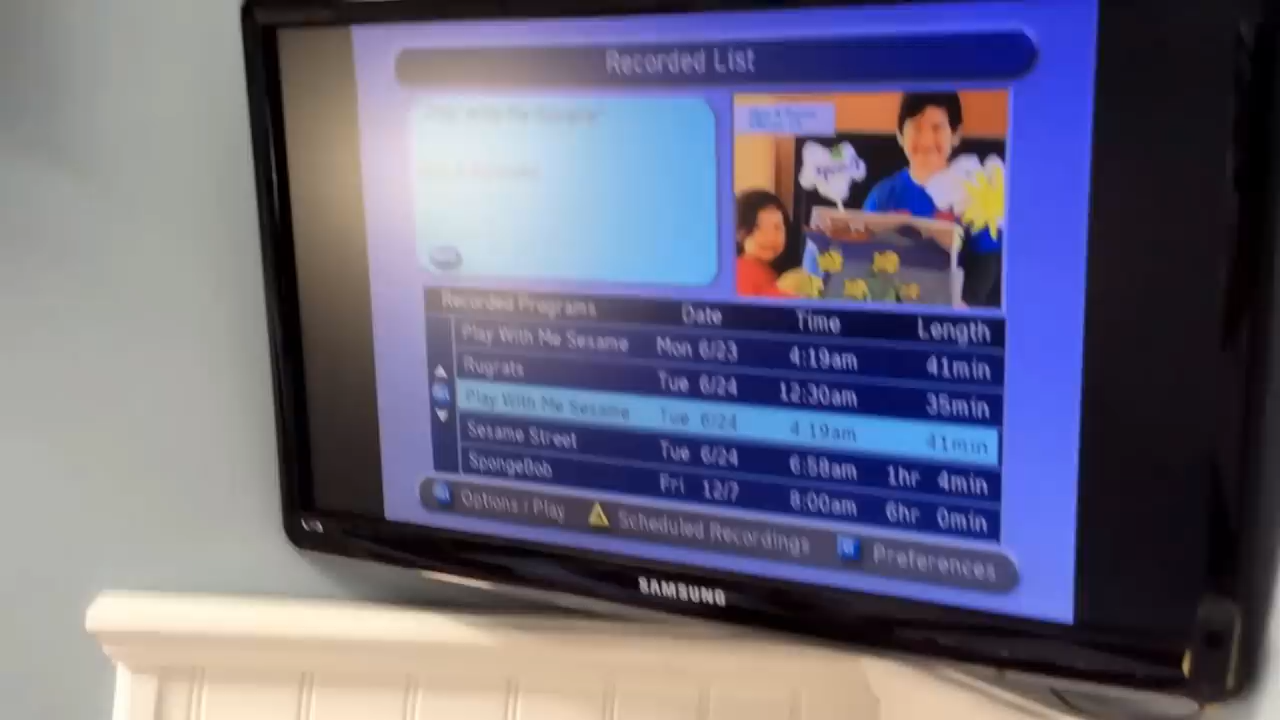 Recorded List
Recorded Programs Date Time Length
Play With Me Sesame Mon 6/23 4:19am 41min
Rugrats Tue 6/24 12:30am 35min
Play With Me Sesame Tue 6/24 4:19am 41min
Sesame Street Tue 6/24 6:58am 1hr 4min
SpongeBob Fri 12/7 8:00am 6hr 0min
Options / Play Scheduled Recordings Preferences
SAMSUNG